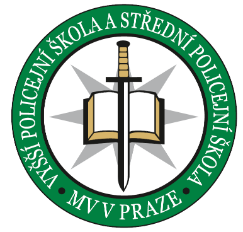 VYŠŠÍ POLICEJNÍ ŠKOLA A STŘEDNÍ POLICEJNÍ ŠKOLA
• MV V PRAZE •